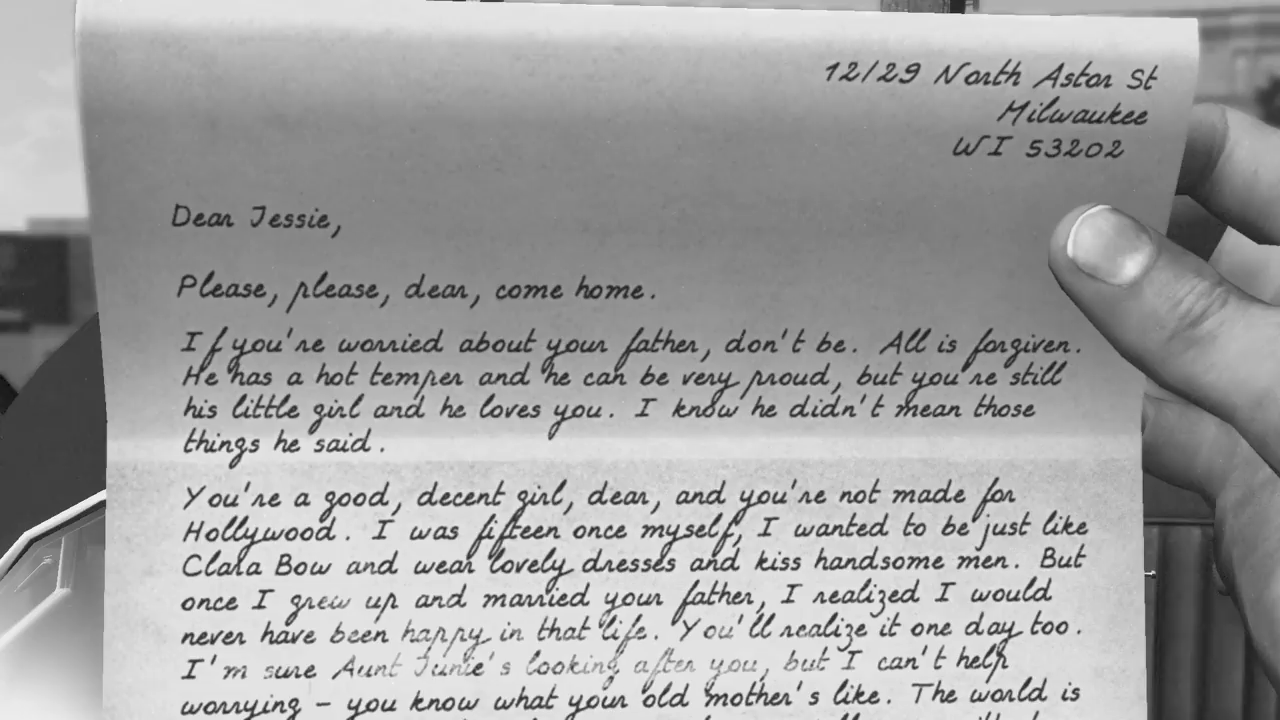 12/29 North Astor St
Milwaukee
WI 53202
Dear Jessie,
Please, please, dear, come home.
If you're worried about your father, don't be. All is forgiven.
He has a hot temper and he can be very proud, but you're still
his little girl and he loves you. I know he didn't mean those
things he said.
You're a good, decent girl, dear, and you're not made for
Hollywood. I was fifteen once myself, I wanted to be just like
Clara Bow and wear lovely dresses and kiss handsome men. But
once I grew up and married your father, I realized I would
never have been happy in that life. You'll realize it one day too.
I'm sure Aunt Junie's looking after you, but I can't help
worrying – you know what your old mother's like. The world is